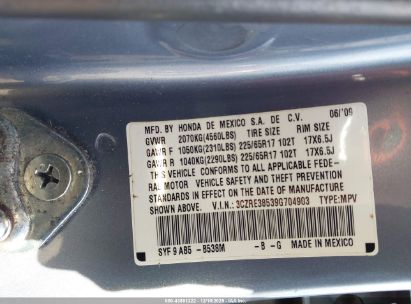 MFD. BY HONDA DE MEXICO S.A. DE C.V. 06/'09
GVWR 2070KG(4560LBS) TIRE SIZE RIM SIZE
GAWR F 1050KG(2310LBS) 225/65R17 102T 17X6.5J
GAWR R 1040KG(2290LBS) 225/65R17 102T 17X6.5J
THIS VEHICLE CONFORMS TO ALL APPLICABLE FEDE-
RAL MOTOR VEHICLE SAFETY AND THEFT PREVENTION
STANDARDS IN EFFECT ON THE DATE OF MANUFACTURE
SHOWN ABOVE. V.I.N.: 3CZRE38539G704903 TYPE:MPV
SYF 9 A85 -B538M -B -G MADE IN MEXICO